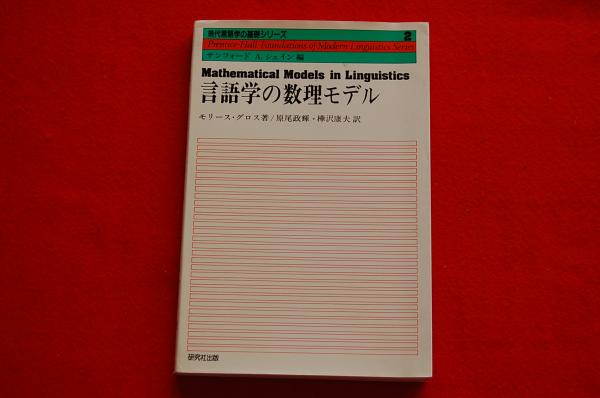 現代言語学の基礎シリーズ 2
Prentice-Hall Foundations of Modern Linguistics Series
サンフォード A. シェイン 編
Mathematical Models in Linguistics
言語学の数理モデル
モリース・グロス著/原尾政輝・樺沢康夫 訳
研究社出版